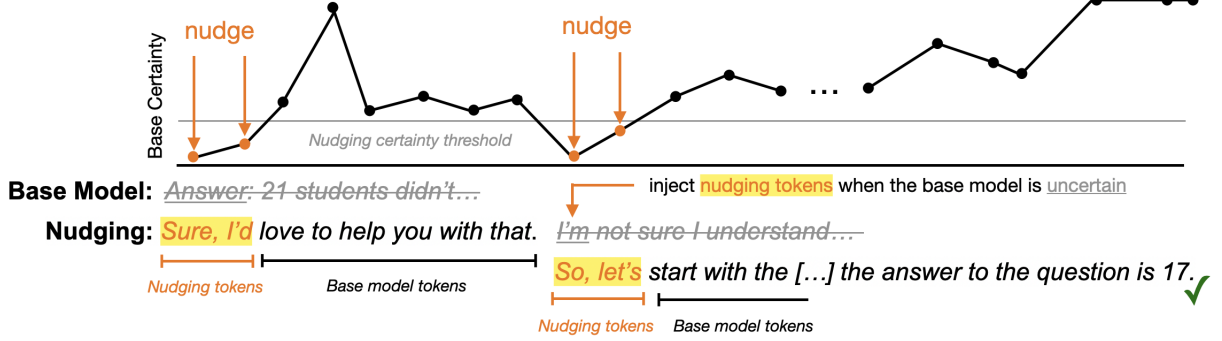 nudge
nudge
Base Certainty
...
Nudging certainty threshold
Base Model: Answer: 21 students didn't…
inject nudging tokens when the base model is uncertain
Nudging: Sure, I'd love to help you with that. I'm not sure I understand…
So, let's start with the […] the answer to the question is 17.
Nudging tokens
Base model tokens
Nudging tokens
Base model tokens